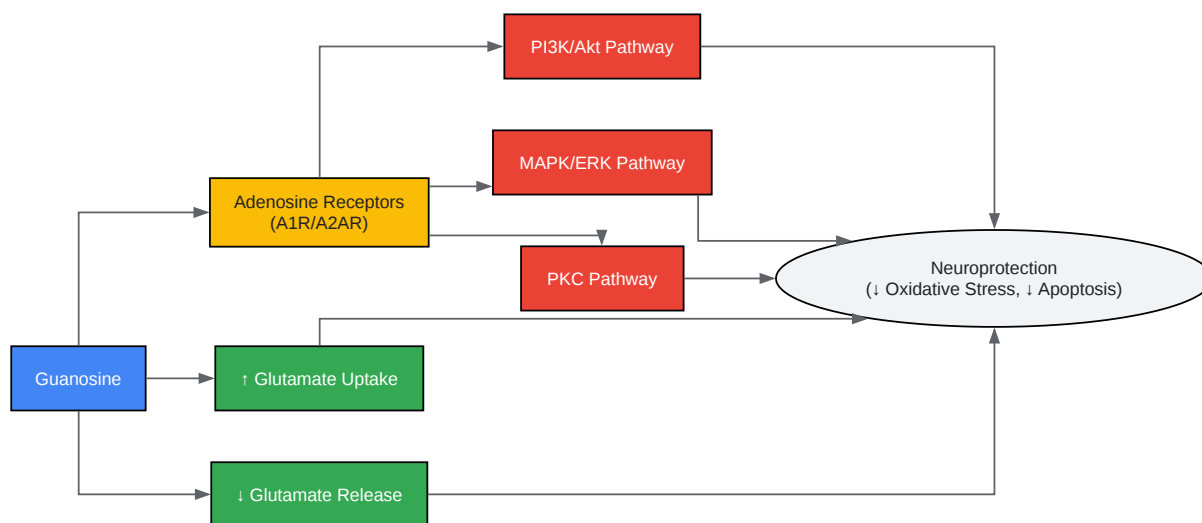 PI3K/Akt Pathway
MAPK/ERK Pathway
Adenosine Receptors
(A1R/A2AR)
PKC Pathway
Neuroprotection
(↓ Oxidative Stress, ↓ Apoptosis)
Guanosine
↑ Glutamate Uptake
↓ Glutamate Release